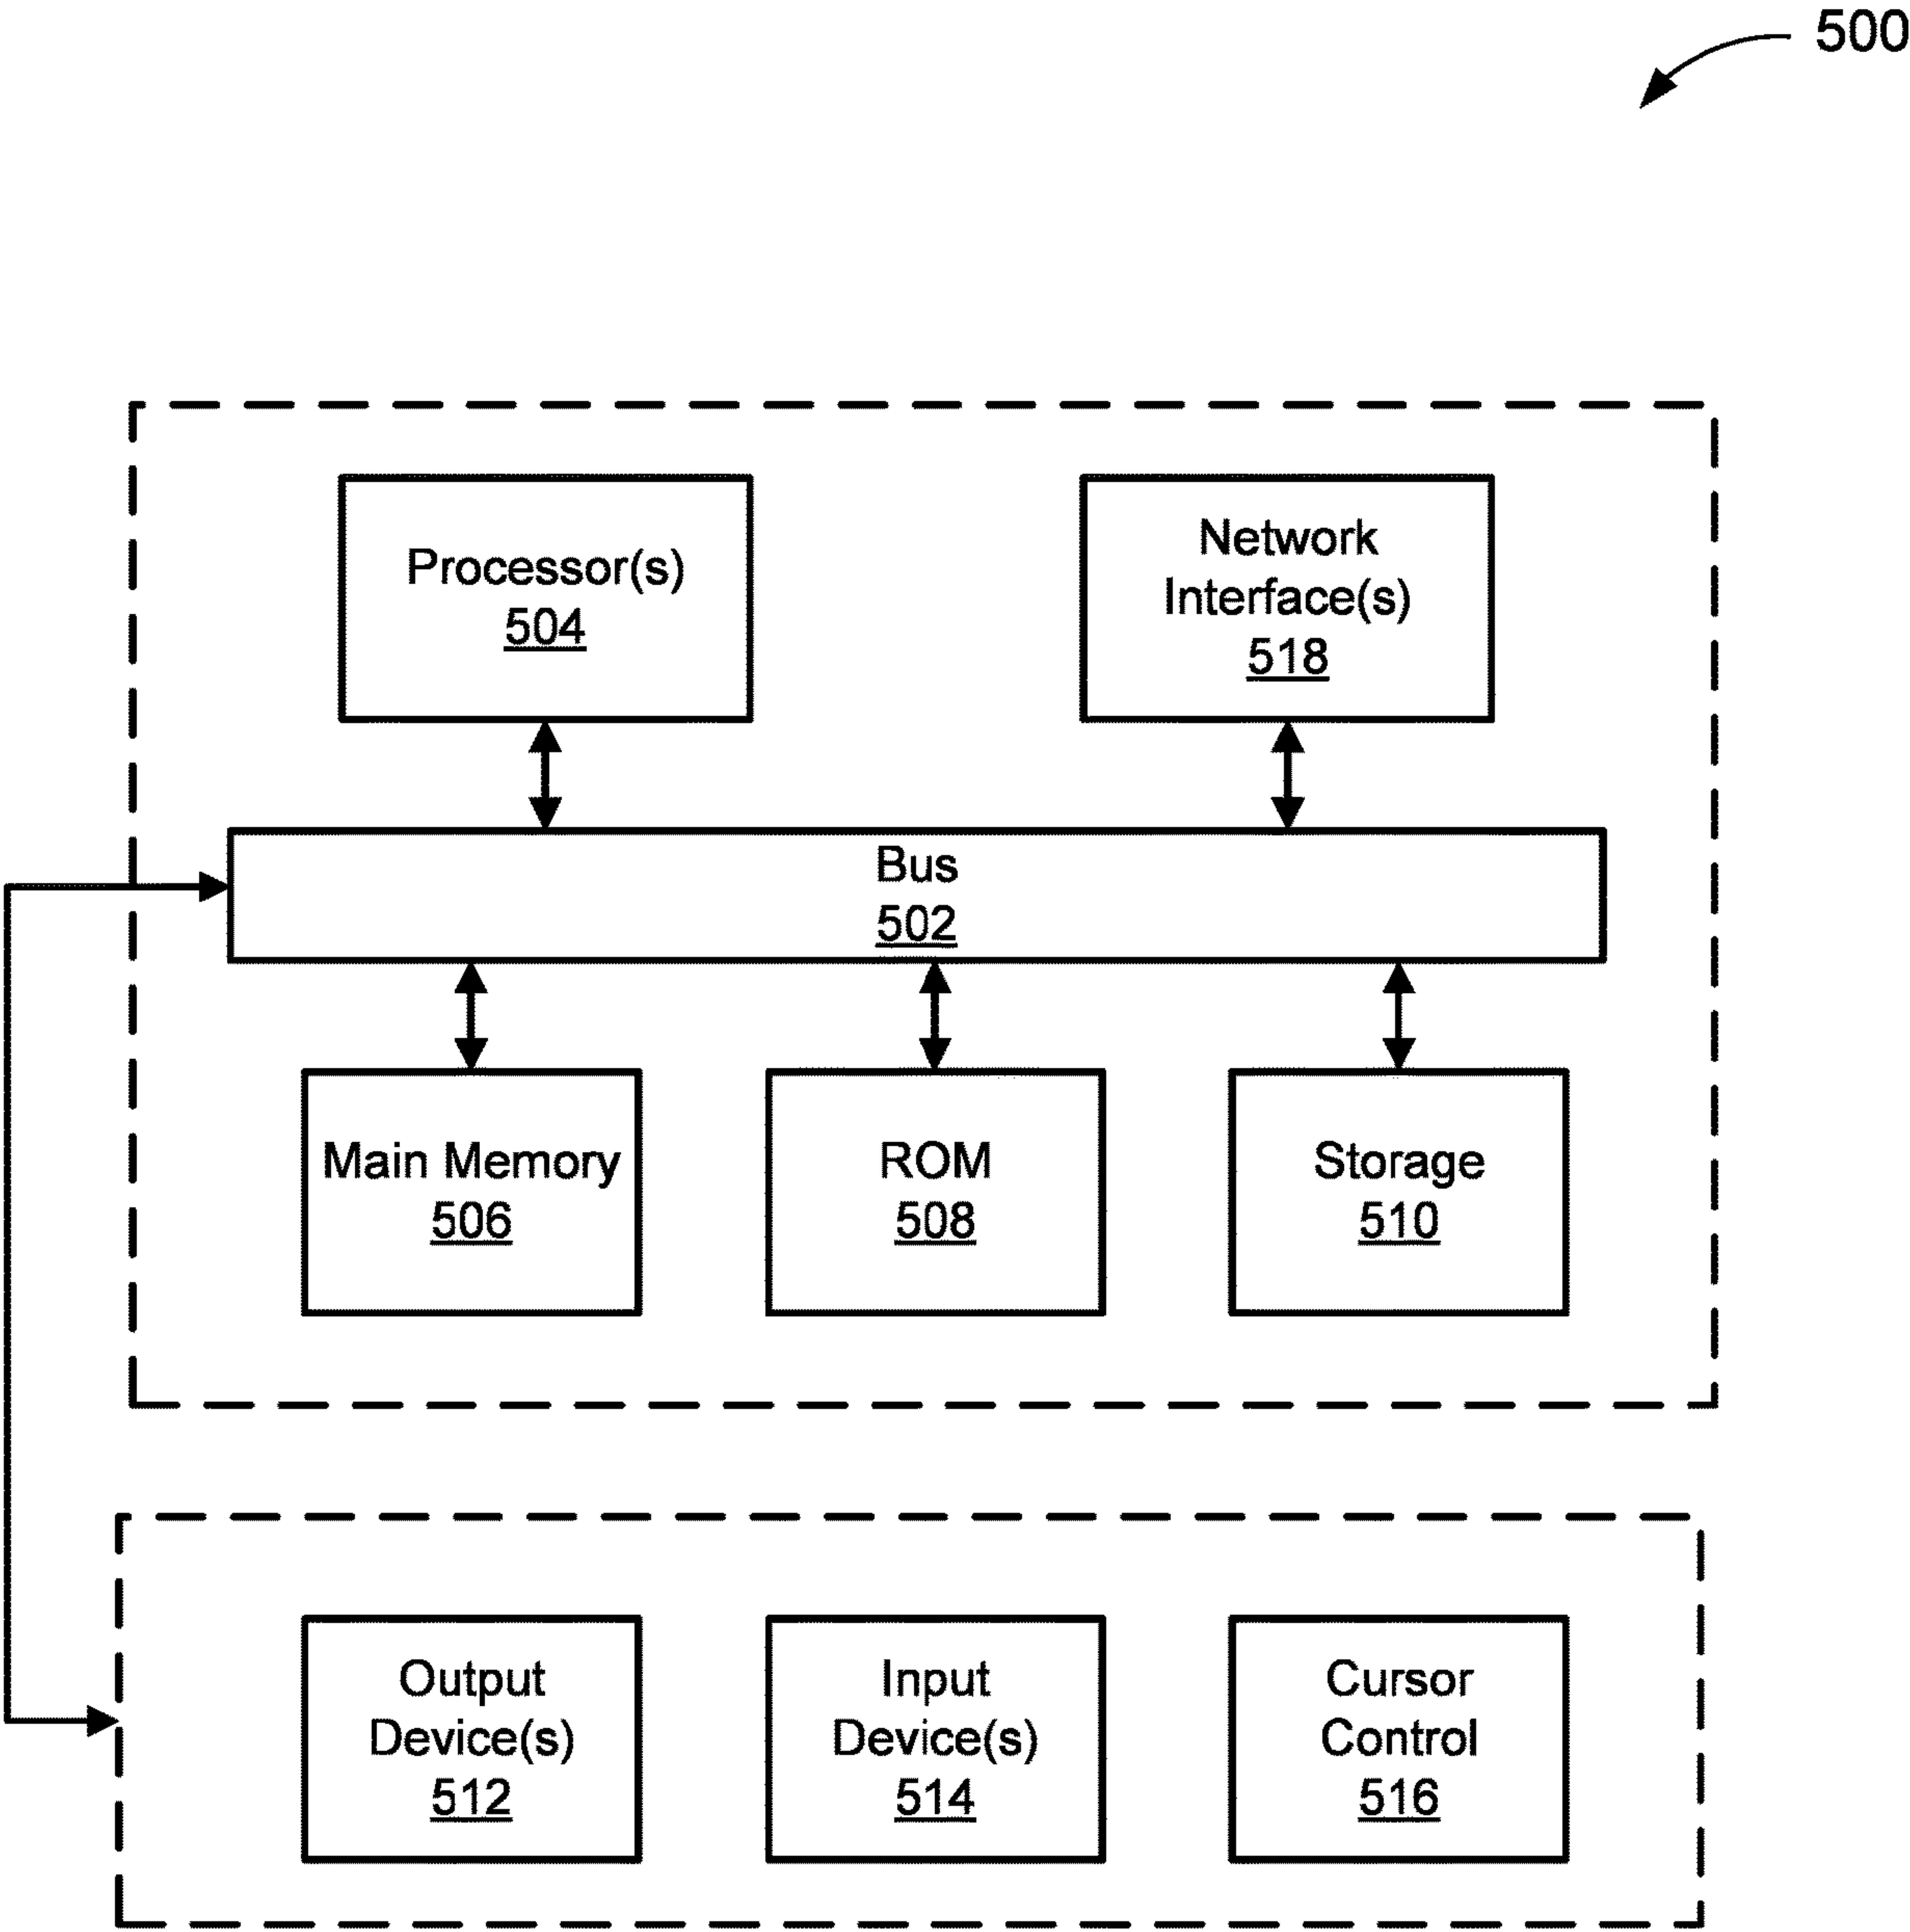 500
Processor(s)
504
Network
Interface(s)
518
Bus
502
Main Memory
506
ROM
508
Storage
510
Output
Device(s)
512
Input
Device(s)
514
Cursor
Control
516